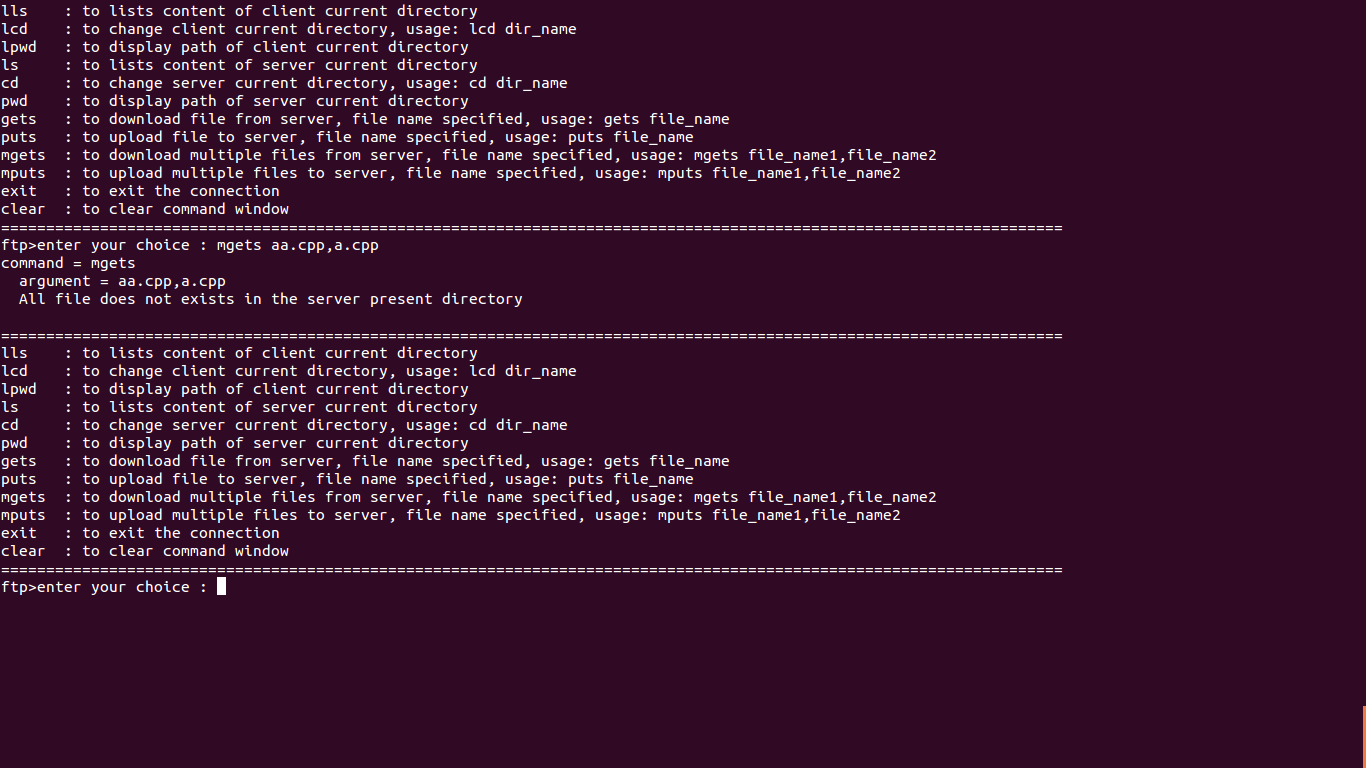 lls    : to lists content of client current directory
lcd    : to change client current directory, usage: lcd dir_name
lpwd   : to display path of client current directory
ls     : to lists content of server current directory
cd     : to change server current directory, usage: cd dir_name
pwd    : to display path of server current directory
gets   : to download file from server, file name specified, usage: gets file_name
puts   : to upload file to server, file name specified, usage: puts file_name
mgets  : to download multiple files from server, file name specified, usage: mgets file_name1,file_name2
mputs  : to upload multiple files to server, file name specified, usage: mputs file_name1,file_name2
exit   : to exit the connection
clear  : to clear command window
======================================================================================================================
ftp>enter your choice : mgets aa.cpp,a.cpp
command = mgets
  argument = aa.cpp,a.cpp
  All file does not exists in the server present directory
======================================================================================================================
lls    : to lists content of client current directory
lcd    : to change client current directory, usage: lcd dir_name
lpwd   : to display path of client current directory
ls     : to lists content of server current directory
cd     : to change server current directory, usage: cd dir_name
pwd    : to display path of server current directory
gets   : to download file from server, file name specified, usage: gets file_name
puts   : to upload file to server, file name specified, usage: puts file_name
mgets  : to download multiple files from server, file name specified, usage: mgets file_name1,file_name2
mputs  : to upload multiple files to server, file name specified, usage: mputs file_name1,file_name2
exit   : to exit the connection
clear  : to clear command window
======================================================================================================================
ftp>enter your choice :